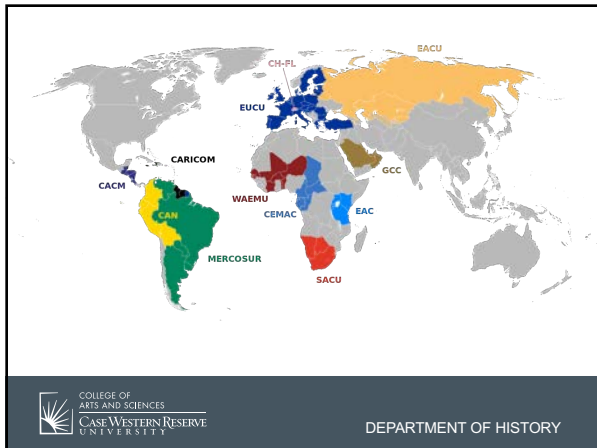 EACU
CH-FL
EUCU
CARICOM
CACM
GCC
WAEMU
CAN
CEMAC
EAC
MERCOSUR
SACU
COLLEGE OF
ARTS AND SCIENCES
CASE WESTERN RESERVE
UNIVERSITY
DEPARTMENT OF HISTORY